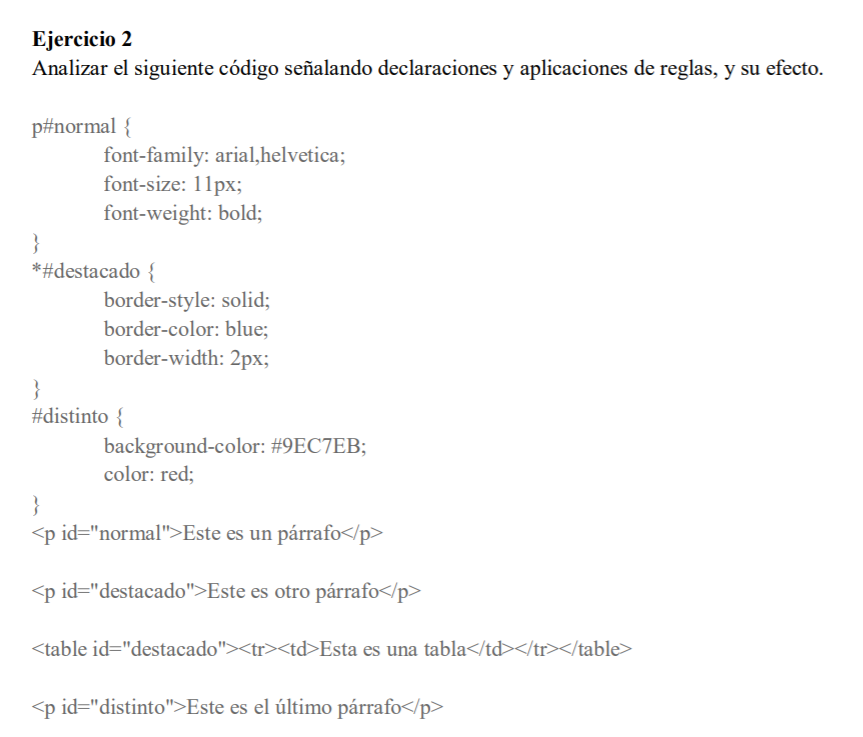 Ejercicio 2
Analizar el siguiente código señalando declaraciones y aplicaciones de reglas, y su efecto.
p#normal {
font-family: arial,helvetica;
font-size: 11px;
font-weight: bold;
}
*#destacado {
border-style: solid;
border-color: blue;
border-width: 2px;
}
#distinto {
background-color: #9EC7EB;
color: red;
}
<p id="normal">Este es un párrafo</p>
<p id="destacado">Este es otro párrafo</p>
<table id="destacado"><tr><td>Esta es una tabla</td></tr></table>
<p id="distinto">Este es el último párrafo</p>